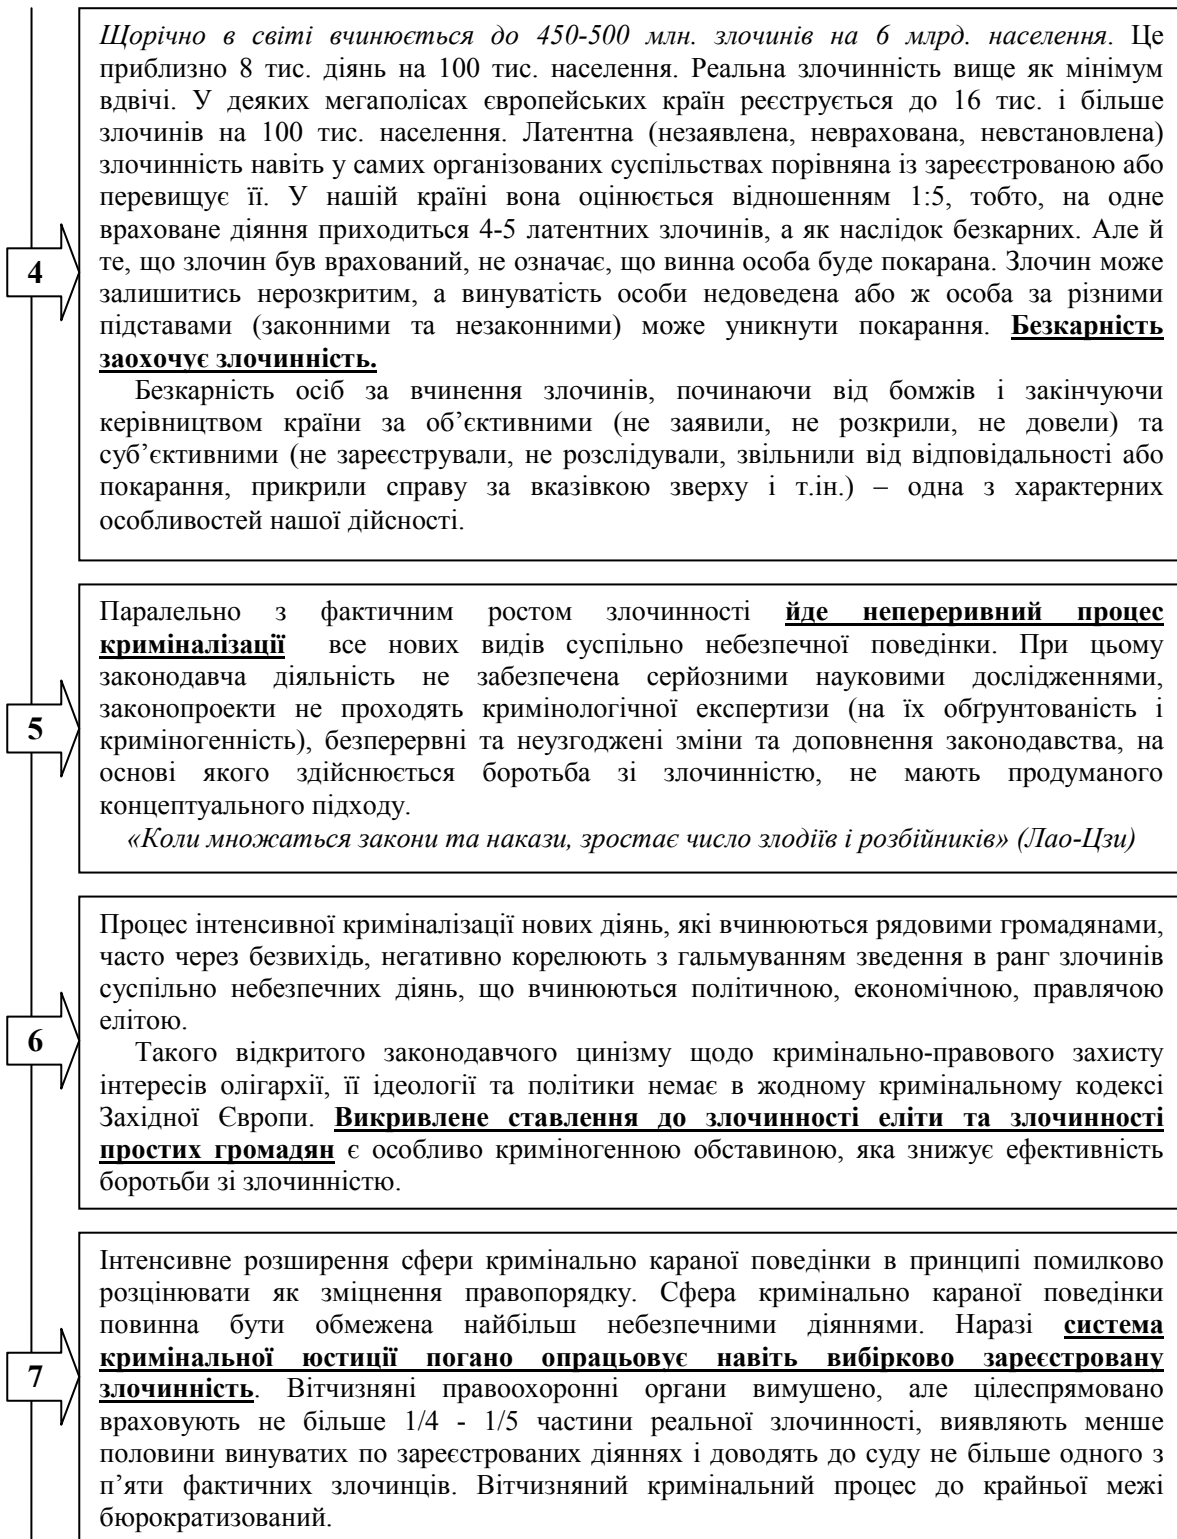 Щорічно в світі вчинюється до 450-500 млн. злочинів на 6 млрд. населення. Це
приблизно 8 тис. діянь на 100 тис. населення. Реальна злочинність вище як мінімум
вдвічі. У деяких мегаполісах європейських країн реєструється до 16 тис. і більше
злочинів на 100 тис. населення. Латентна (незаявлена, неврахована, невстановлена)
злочинність навіть у самих організованих суспільствах порівняна із зареєстрованою або
перевищує її. У нашій країні вона оцінюється відношенням 1:5, тобто, на одне
враховане діяння приходиться 4-5 латентних злочинів, а як наслідок безкарних. Але й
4
те, що злочин був врахований, не означає, що винна особа буде покарана. Злочин може
залишитись нерозкритим, а винуватість особи недоведена або ж особа за різними
підставами (законними та незаконними) може уникнути покарання. Безкарність
заохочує злочинність.
Безкарність осіб за вчинення злочинів, починаючи від бомжів і закінчуючи
керівництвом країни за об’єктивними (не заявили, не розкрили, не довели) та
суб’єктивними (не зареєстрували, не розслідували, звільнили від відповідальності або
покарання, прикрили справу за вказівкою зверху і т.ін.) – одна з характерних
особливостей нашої дійсності.
Паралельно з фактичним ростом злочинності йде непереривний процес
криміналізації все нових видів суспільно небезпечної поведінки. При цьому
законодавча діяльність не забезпечена серйозними науковими дослідженнями,
5
законопроекти не проходять кримінологічної експертизи (на їх обґрунтованість і
криміногенність), безперервні та неузгоджені зміни та доповнення законодавства, на
основі якого здійснюється боротьба зі злочинністю, не мають продуманого
концептуального підходу.
«Коли множаться закони та накази, зростає число злодіїв і розбійників» (Лао-Цзи)
Процес інтенсивної криміналізації нових діянь, які вчинюються рядовими громадянами,
часто через безвихідь, негативно корелюють з гальмуванням зведення в ранг злочинів
суспільно небезпечних діянь, що вчинюються політичною, економічною, правлячою
елітою.
6
Такого відкритого законодавчого цинізму щодо кримінально-правового захисту
інтересів олігархії, її ідеології та політики немає в жодному кримінальному кодексі
Західної Європи. Викривлене ставлення до злочинності еліти та злочинності
простих громадян є особливо криміногенною обставиною, яка знижує ефективність
боротьби зі злочинністю.
Інтенсивне розширення сфери кримінально караної поведінки в принципі помилково
розцінювати як зміцнення правопорядку. Сфера кримінально караної поведінки
повинна бути обмежена найбільш небезпечними діяннями. Наразі система
7
кримінальної юстиції погано опрацьовує навіть вибірково зареєстровану
злочинність. Вітчизняні правоохоронні органи вимушено, але цілеспрямовано
враховують не більше 1/4 - 1/5 частини реальної злочинності, виявляють менше
половини винуватих по зареєстрованих діяннях і доводять до суду не більше одного з
п’яти фактичних злочинців. Вітчизняний кримінальний процес до крайньої межі
бюрократизований.